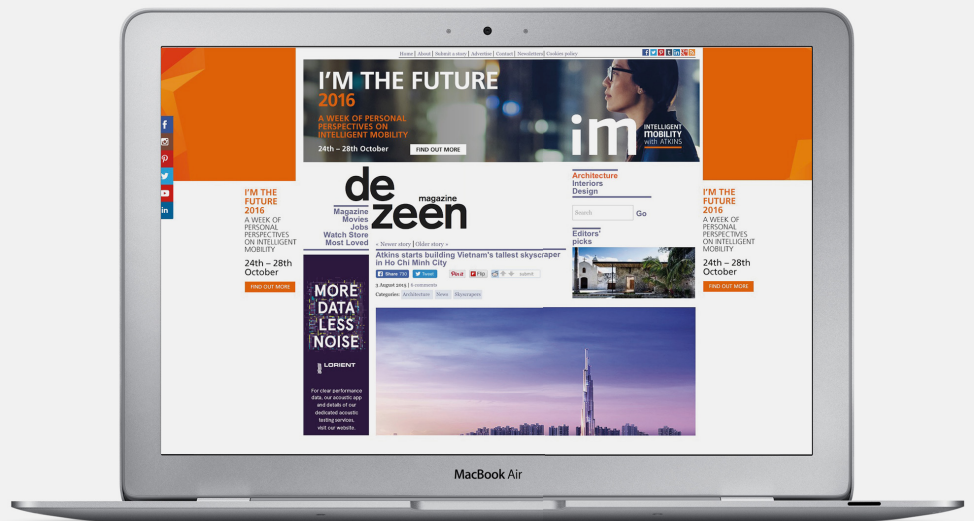 Home | About | Submit a story | Advertise | Contact | Newsletters | Cookies policy
I'M THE FUTURE
2016
A WEEK OF PERSONAL
PERSPECTIVES ON
INTELLIGENT MOBILITY
24th – 28th October
FIND OUT MORE
im
INTELLIGENT
MOBILITY
with ATKINS
I'M THE
FUTURE
2016
A WEEK OF
PERSONAL
PERSPECTIVES
ON INTELLIGENT
MOBILITY
24th – 28th
October
FIND OUT MORE
de
zeen
magazine
Magazine
Movies
Jobs
Watch Store
Most Loved
Architecture
Interiors
Design
Search
Go
Editors'
picks
« Newer story | Older story »
Atkins starts building Vietnam's tallest skyscraper
in Ho Chi Minh City
Share 730
Tweet
Pin it
Flip
submit
3 August 2015 | 6 comments
Categories: Architecture News Skyscrapers
MORE
DATA
LESS
NOISE
LORIENT
For clear performance
data, our acoustic app
and details of our
dedicated acoustic
testing services,
visit our website.
I'M THE
FUTURE
2016
A WEEK OF
PERSONAL
PERSPECTIVES
ON INTELLIGENT
MOBILITY
24th – 28th
October
FIND OUT MORE
MacBook Air